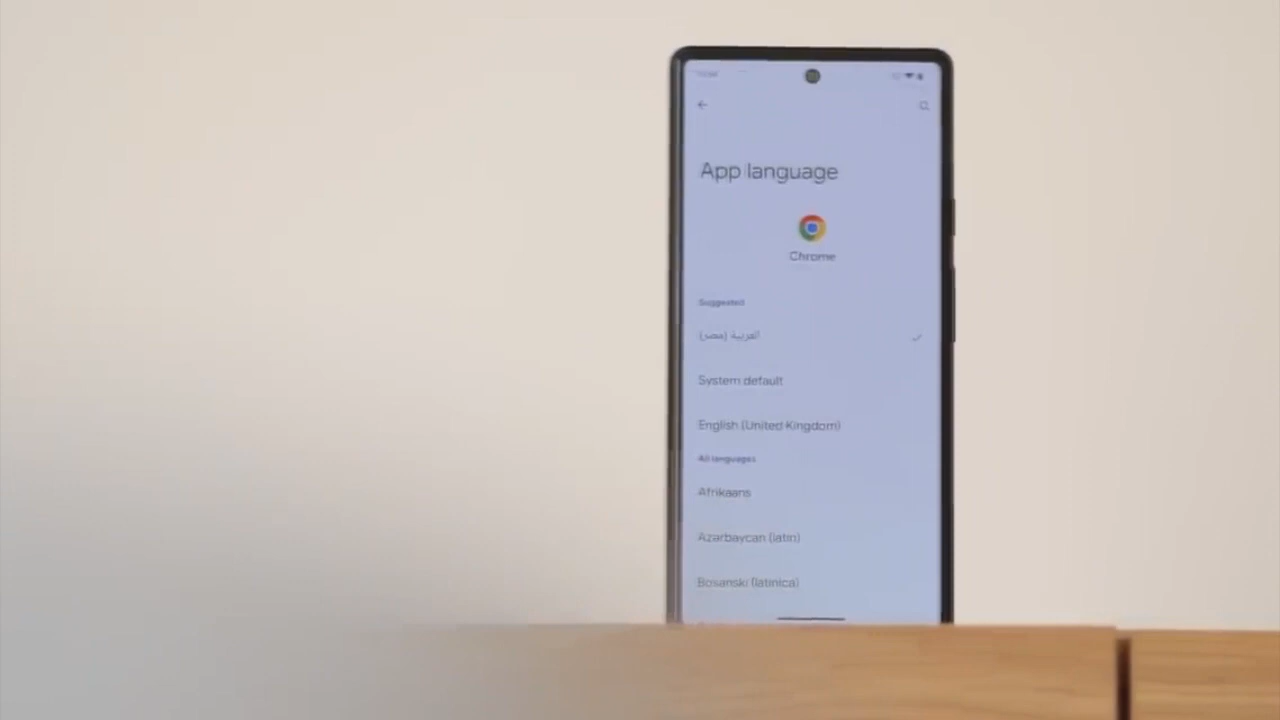 App language
Chrome
Suggested
العربية (مصر)
System default
English (United Kingdom)
All languages
Afrikaans
Azərbaycan (latın)
Bosanski (latinica)